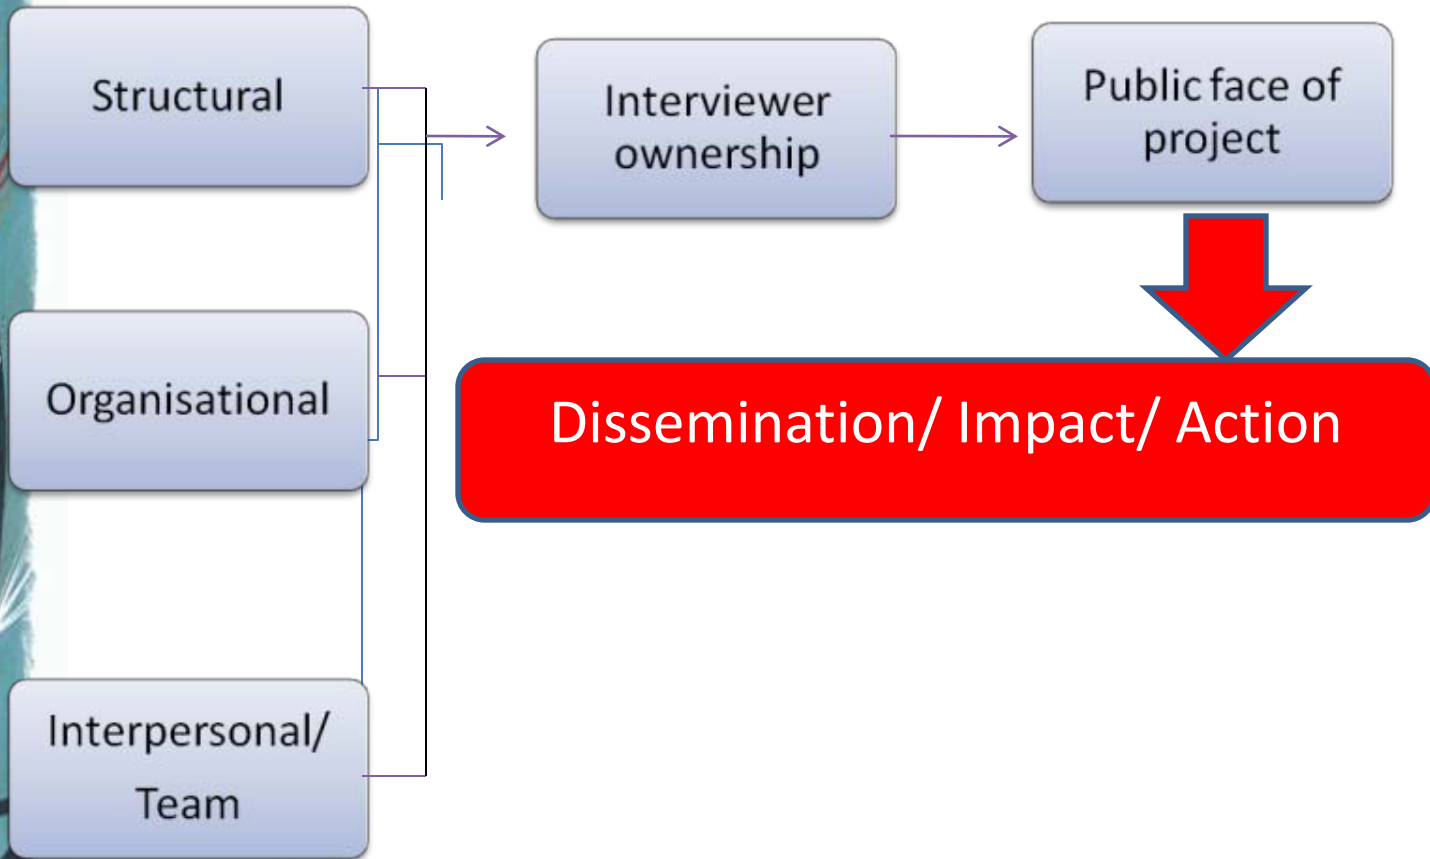 Structural
Interviewer
ownership
Public face of
project
Organisational
Dissemination/ Impact/ Action
Interpersonal/
Team